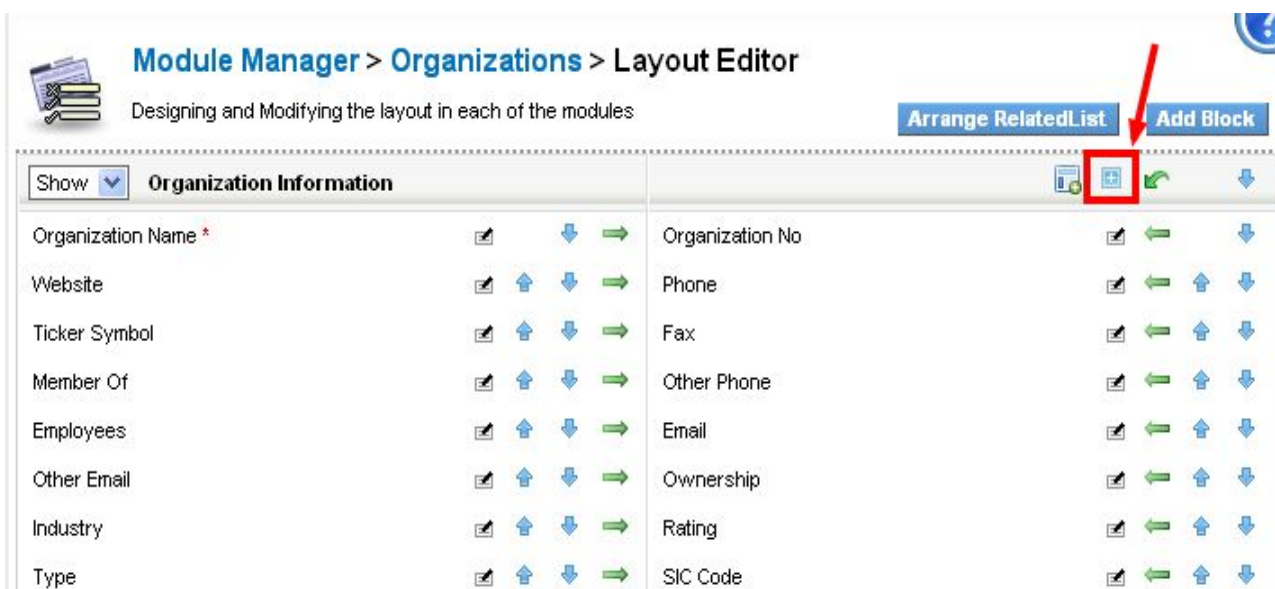 Module Manager > Organizations > Layout Editor
Designing and Modifying the layout in each of the modules
Arrange RelatedList Add Block
Show Organization Information
Organization Name * Organization No
Website Phone
Ticker Symbol Fax
Member Of Other Phone
Employees Email
Other Email Ownership
Industry Rating
Type SIC Code